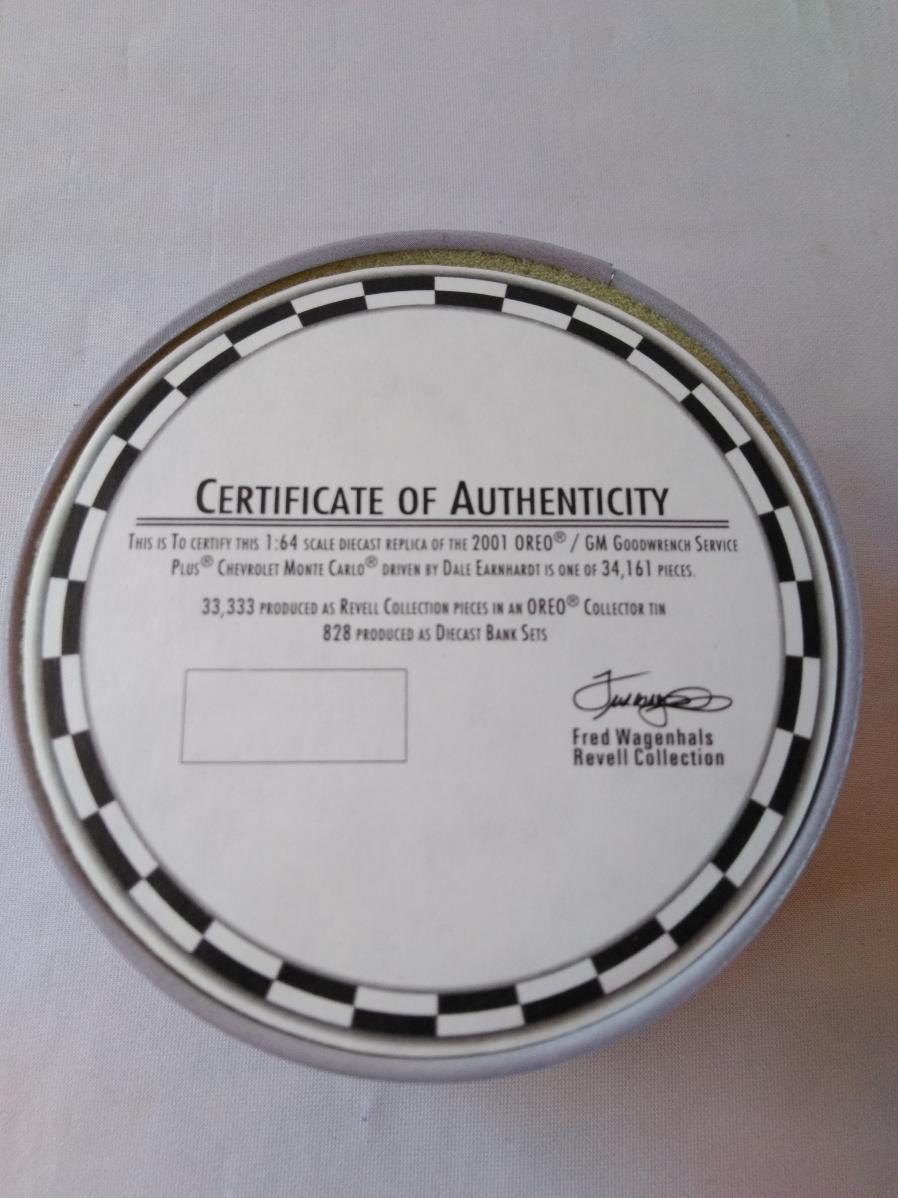 CERTIFICATE OF AUTHENTICITY
THIS IS TO CERTIFY THIS 1:64 SCALE DIECAST REPLICA OF THE 2001 OREO® / GM GOODWRENCH SERVICE
PLUS® CHEVROLET MONTE CARLO® DRIVEN BY DALE EARNHARDT IS ONE OF 34,161 PIECES.
33,333 PRODUCED AS REVELL COLLECTION PIECES IN AN OREO® COLLECTOR TIN
828 PRODUCED AS DIECAST BANK SETS
Fred Wagenhals
Revell Collection